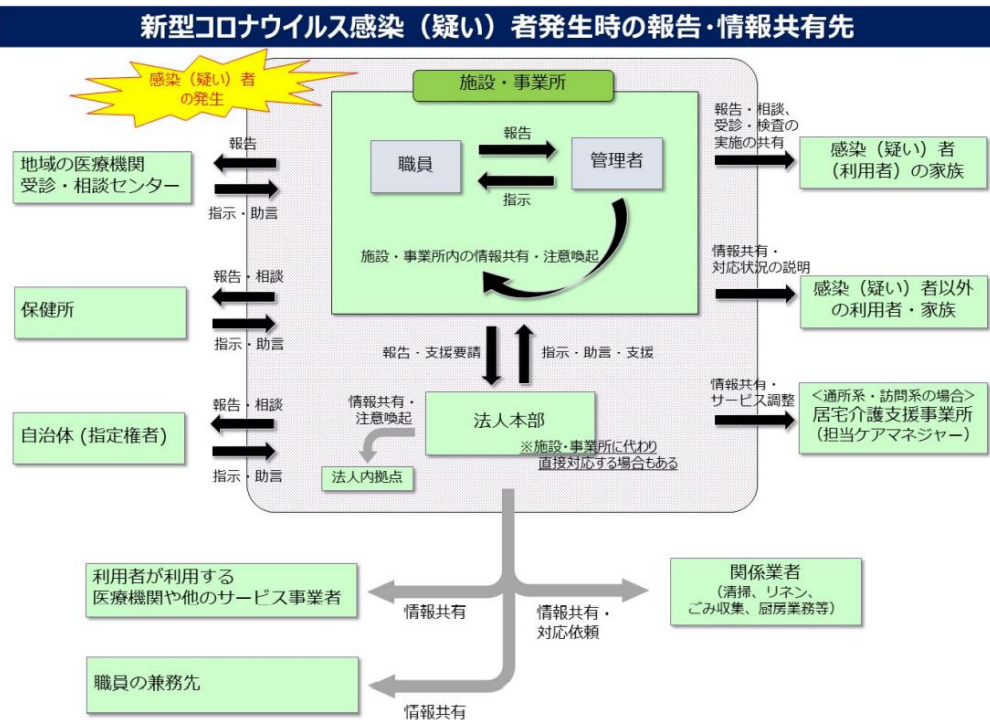 新型コロナウイルス感染（疑い）者発生時の報告･情報共有先
感染（疑い）者
の発生
施設・事業所
職員
報告
指示
管理者
施設・事業所内の情報共有・注意喚起
地域の医療機関
受診・相談センター
報告
指示・助言
保健所
報告・相談
指示・助言
自治体 (指定権者)
報告・相談
指示・助言
報告・相談、
受診・検査の
実施の共有
感染（疑い）者
（利用者）の家族
情報共有・
対応状況の説明
感染（疑い）者以外
の利用者・家族
情報共有・
サービス調整
＜通所系・訪問系の場合＞
居宅介護支援事業所
（担当ケアマネジャー）
報告・支援要請
指示・助言・支援
情報共有・
注意喚起
法人本部
※施設・事業所に代わり
直接対応する場合もある
法人内拠点
利用者が利用する
医療機関や他のサービス事業者
情報共有
情報共有・
対応依頼
関係業者
（清掃、リネン、
ごみ収集、厨房業務等）
職員の兼務先
情報共有